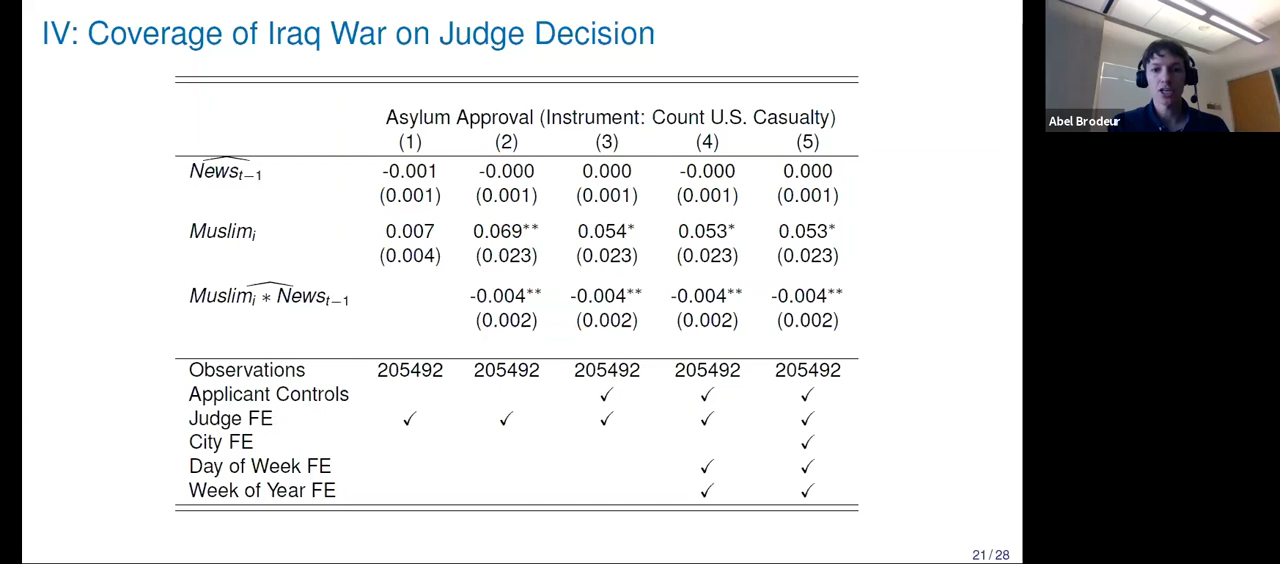 IV: Coverage of Iraq War on Judge Decision
Asylum Approval (Instrument: Count U.S. Casualty)
(1) (2) (3) (4) (5)
News t−1 -0.001 -0.000 0.000 -0.000 0.000
(0.001) (0.001) (0.001) (0.001) (0.001)
Muslim i 0.007 0.069** 0.054* 0.053* 0.053*
(0.004) (0.023) (0.023) (0.023) (0.023)
Muslim i * News t−1 -0.004** -0.004** -0.004** -0.004**
(0.002) (0.002) (0.002) (0.002)
Observations 205492 205492 205492 205492 205492
Applicant Controls ✓ ✓ ✓
Judge FE ✓ ✓ ✓ ✓ ✓
City FE ✓
Day of Week FE ✓ ✓
Week of Year FE ✓ ✓
21 / 28
Abel Brodeur